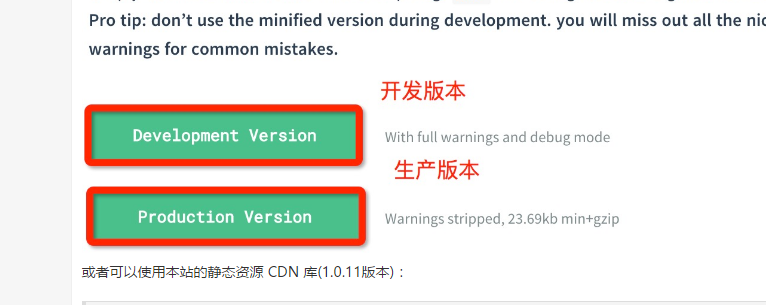 Pro tip: don't use the minified version during development. you will miss out all the
warnings for common mistakes.
开发版本
Development Version
With full warnings and debug mode
生产版本
Production Version
Warnings stripped, 23.69kb min+gzip
或者可以使用本站的静态资源 CDN 库(1.0.11版本)：